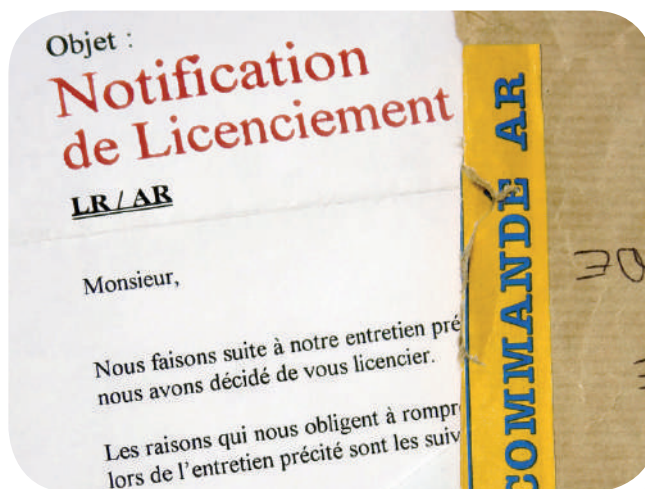 Objet :
Notification
de Licenciement
LR / AR
Monsieur,
Nous faisons suite à notre entretien pré
nous avons décidé de vous licencier.
Les raisons qui nous obligent à rompr
lors de l'entretien précité sont les suiv
COMMANDE AR